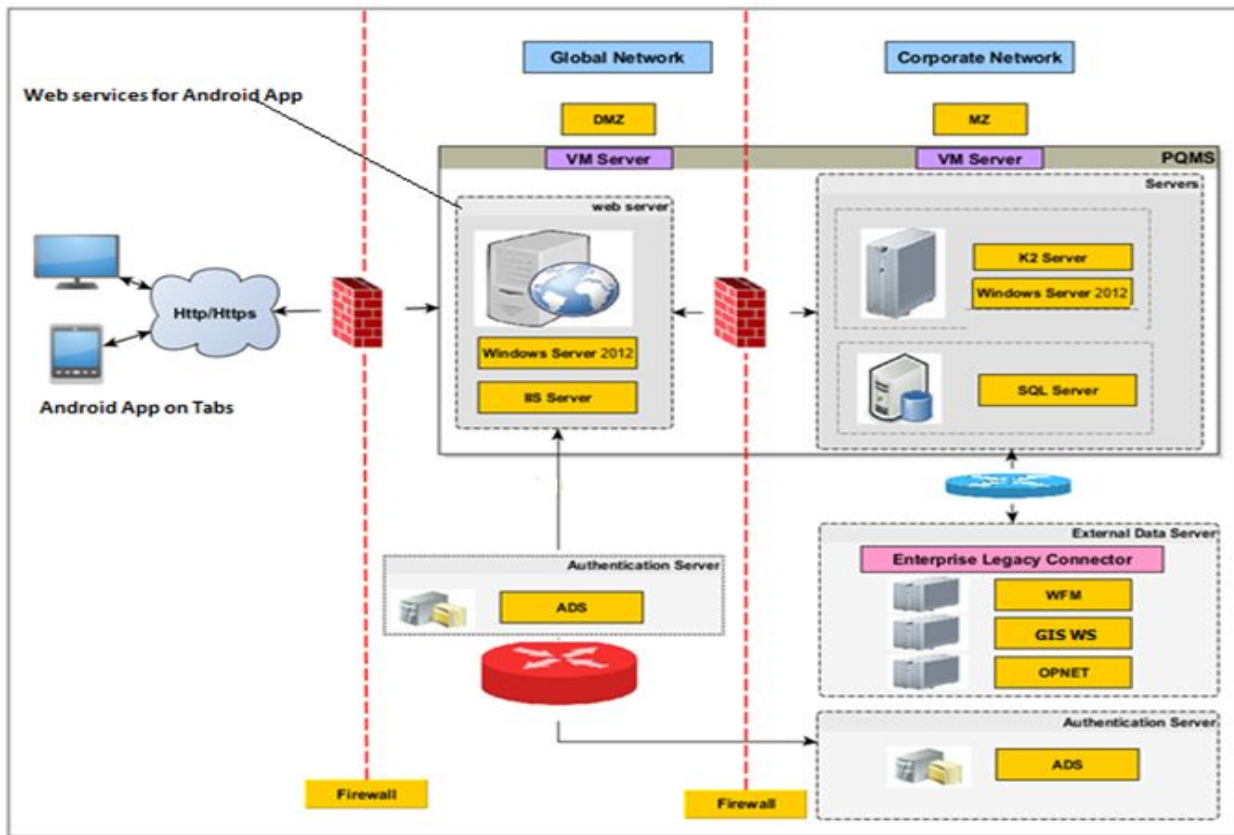 Global Network
Corporate Network
Web services for Android App
DMZ
MZ
VM Server
VM Server
PQMS
web server
Servers
K2 Server
Windows Server 2012
Http/Https
Windows Server 2012
IIS Server
SQL Server
Android App on Tabs
External Data Server
Enterprise Legacy Connector
Authentication Server
ADS
WFM
GIS WS
OPNET
Authentication Server
ADS
Firewall
Firewall